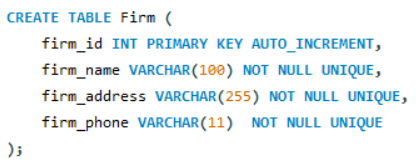 CREATE TABLE Firm (
    firm_id INT PRIMARY KEY AUTO_INCREMENT,
    firm_name VARCHAR(100) NOT NULL UNIQUE,
    firm_address VARCHAR(255) NOT NULL UNIQUE,
    firm_phone VARCHAR(11)  NOT NULL UNIQUE
);